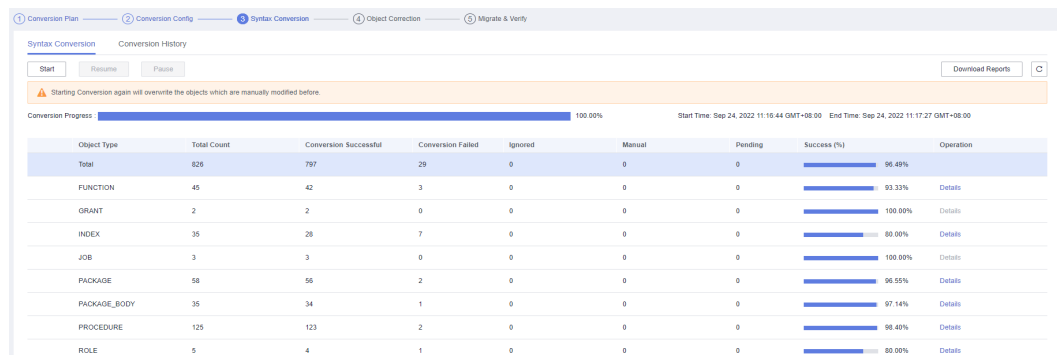 1 Conversion Plan 2 Conversion Config 3 Syntax Conversion 4 Object Correction 5 Migrate & Verify
Syntax Conversion Conversion History
Start Resume Pause Download Reports
Starting Conversion again will overwrite the objects which are manually modified before.
Conversion Progress : 100.00% Start Time: Sep 24, 2022 11:16:44 GMT+08:00 End Time: Sep 24, 2022 11:17:27 GMT+08:00
Object Type Total Count Conversion Successful Conversion Failed Ignored Manual Pending Success (%) Operation
Total 826 797 29 0 0 0 96.49%
FUNCTION 45 42 3 0 0 0 93.33% Details
GRANT 2 2 0 0 0 0 100.00% Details
INDEX 35 28 7 0 0 0 80.00% Details
JOB 3 3 0 0 0 0 100.00% Details
PACKAGE 58 56 2 0 0 0 96.55% Details
PACKAGE_BODY 35 34 1 0 0 0 97.14% Details
PROCEDURE 125 123 2 0 0 0 98.40% Details
ROLE 5 4 1 0 0 0 80.00% Details